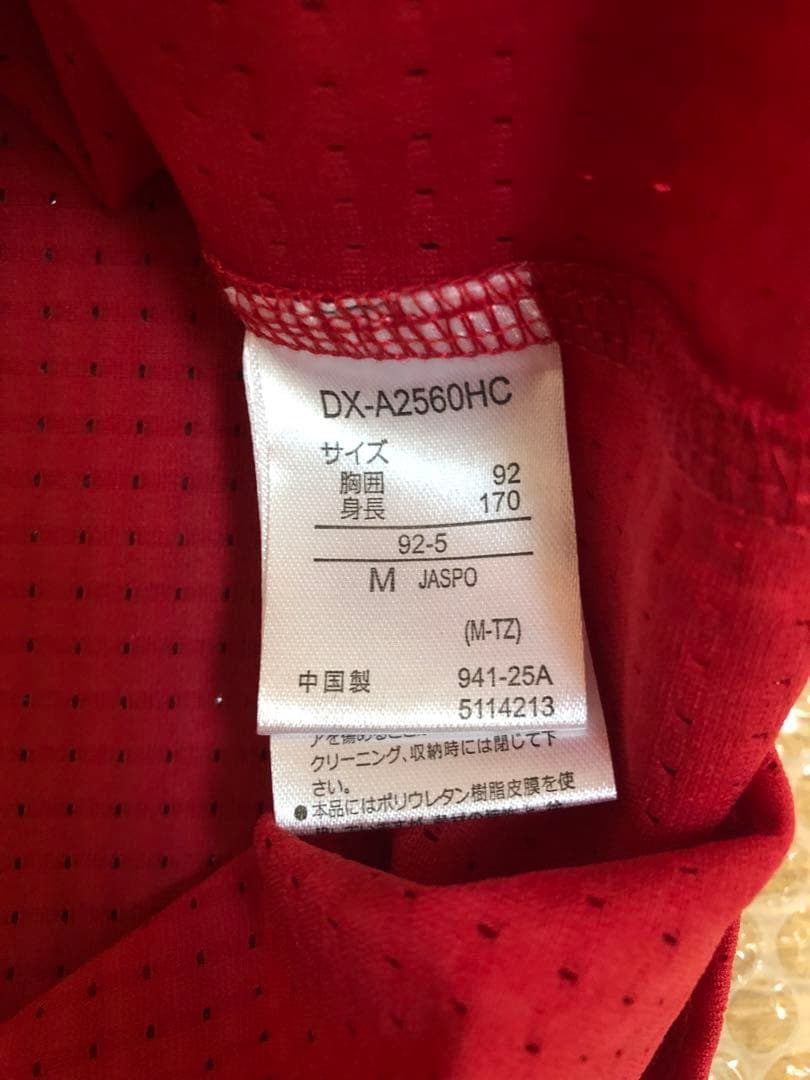 DX-A2560HC
サイズ
胸囲 92
身長 170
92-5
M JASPO
(M-TZ)
中国製 941-25A
5114213
クリーニング、収納時には閉じて下
さい。
●本品にはポリウレタン樹脂皮膜を使